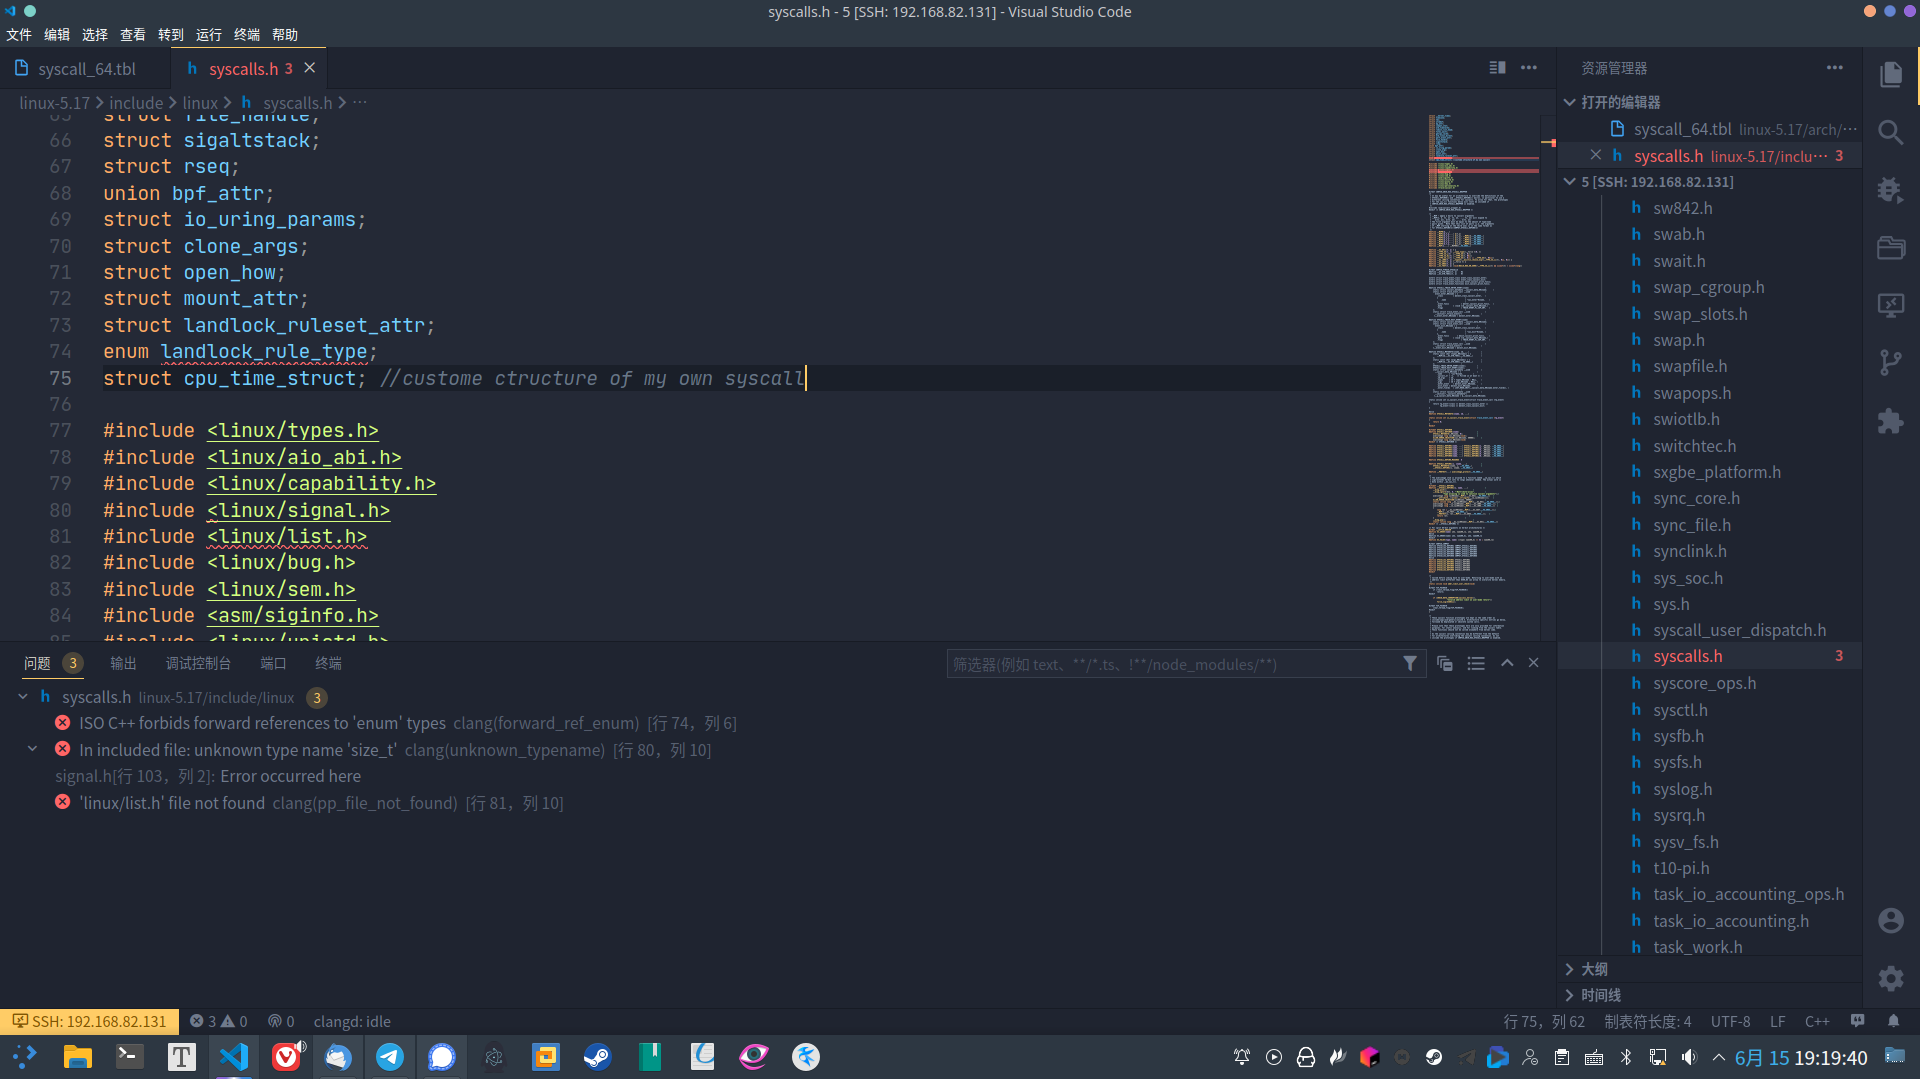 syscalls.h - 5 [SSH: 192.168.82.131] - Visual Studio Code
文件 编辑 选择 查看 转到 运行 终端 帮助
syscall_64.tbl
syscalls.h 3
linux-5.17 include linux h syscalls.h ···
65 struct file_handle;
66 struct sigaltstack;
67 struct rseq;
68 union bpf_attr;
69 struct io_uring_params;
70 struct clone_args;
71 struct open_how;
72 struct mount_attr;
73 struct landlock_ruleset_attr;
74 enum landlock_rule_type;
75 struct cpu_time_struct; //custome ctructure of my own syscall
76
77 #include <linux/types.h>
78 #include <linux/aio_abi.h>
79 #include <linux/capability.h>
80 #include <linux/signal.h>
81 #include <linux/list.h>
82 #include <linux/bug.h>
83 #include <linux/sem.h>
84 #include <asm/siginfo.h>
85 #include <linux/unistd.h>
问题 3 输出 调试控制台 端口 终端
筛选器(例如 text、**/*.ts、!**/node_modules/**)
h syscalls.h linux-5.17/include/linux 3
ISO C++ forbids forward references to 'enum' types clang(forward_ref_enum) [行 74，列 6]
In included file: unknown type name 'size_t' clang(unknown_typename) [行 80，列 10]
signal.h[行 103，列 2]: Error occurred here
'linux/list.h' file not found clang(pp_file_not_found) [行 81，列 10]
资源管理器
打开的编辑器
syscall_64.tbl linux-5.17/arch/···
h syscalls.h linux-5.17/inclu··· 3
5 [SSH: 192.168.82.131]
h sw842.h
h swab.h
h swait.h
h swap_cgroup.h
h swap_slots.h
h swap.h
h swapfile.h
h swapops.h
h swiotlb.h
h switchtec.h
h sxgbe_platform.h
h sync_core.h
h sync_file.h
h synclink.h
h sys_soc.h
h sys.h
h syscall_user_dispatch.h
h syscalls.h 3
h syscore_ops.h
h sysctl.h
h sysfb.h
h sysfs.h
h syslog.h
h sysrq.h
h sysv_fs.h
h t10-pi.h
h task_io_accounting_ops.h
h task_io_accounting.h
h task_work.h
大纲
时间线
SSH: 192.168.82.131 3 0 0 clangd: idle
行 75，列 62 制表符长度: 4 UTF-8 LF C++
6月 15 19:19:40